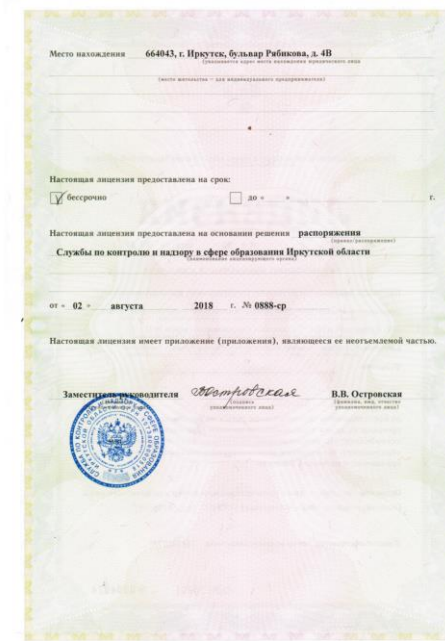 Место нахождения 664043, г. Иркутск, бульвар Рябикова, д. 4В
(указывается адрес места нахождения юридического лица
(место жительства – для индивидуального предпринимателя)
Настоящая лицензия предоставлена на срок:
бессрочно до « » г.
Настоящая лицензия предоставлена на основании решения распоряжения
(приказ/распоряжение)
Службы по контролю и надзору в сфере образования Иркутской области
(наименование лицензирующего органа)
от « 02 » августа 2018 г. № 0888-ср
Настоящая лицензия имеет приложение (приложения), являющееся ее неотъемлемой частью.
Заместитель руководителя Востровская В.В. Островская
(подпись уполномоченного лица)
(фамилия, имя, отчество уполномоченного лица)